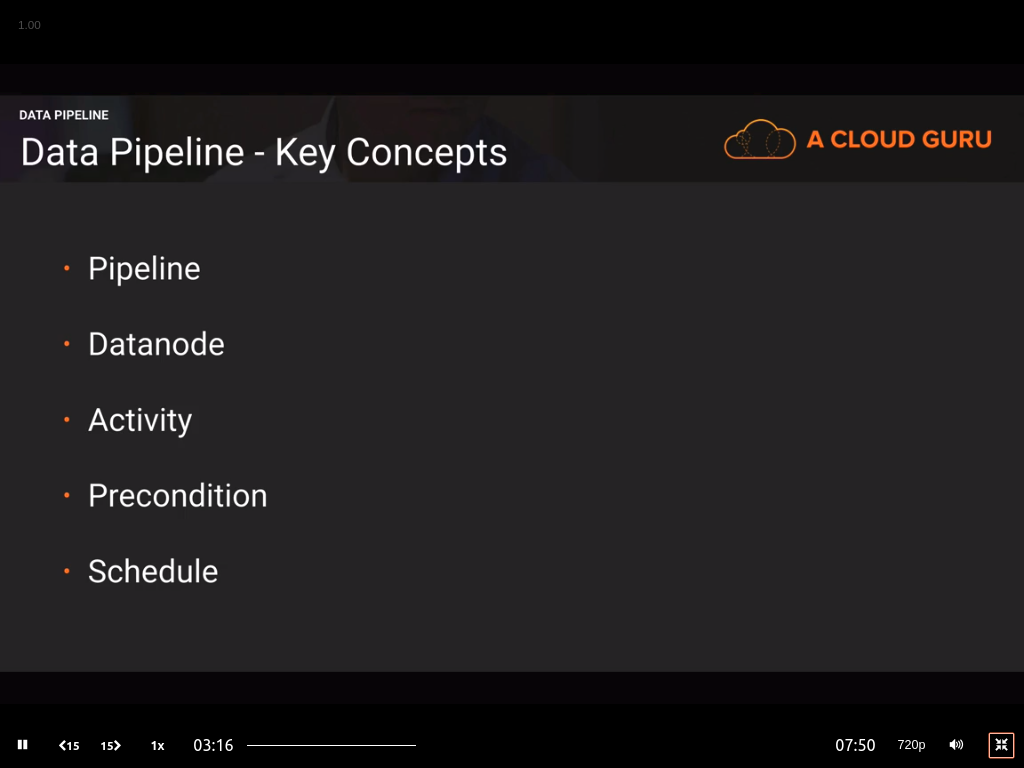 1.00
DATA PIPELINE
Data Pipeline - Key Concepts
A CLOUD GURU
• Pipeline
• Datanode
• Activity
• Precondition
• Schedule
15 15 1x 03:16 07:50 720p